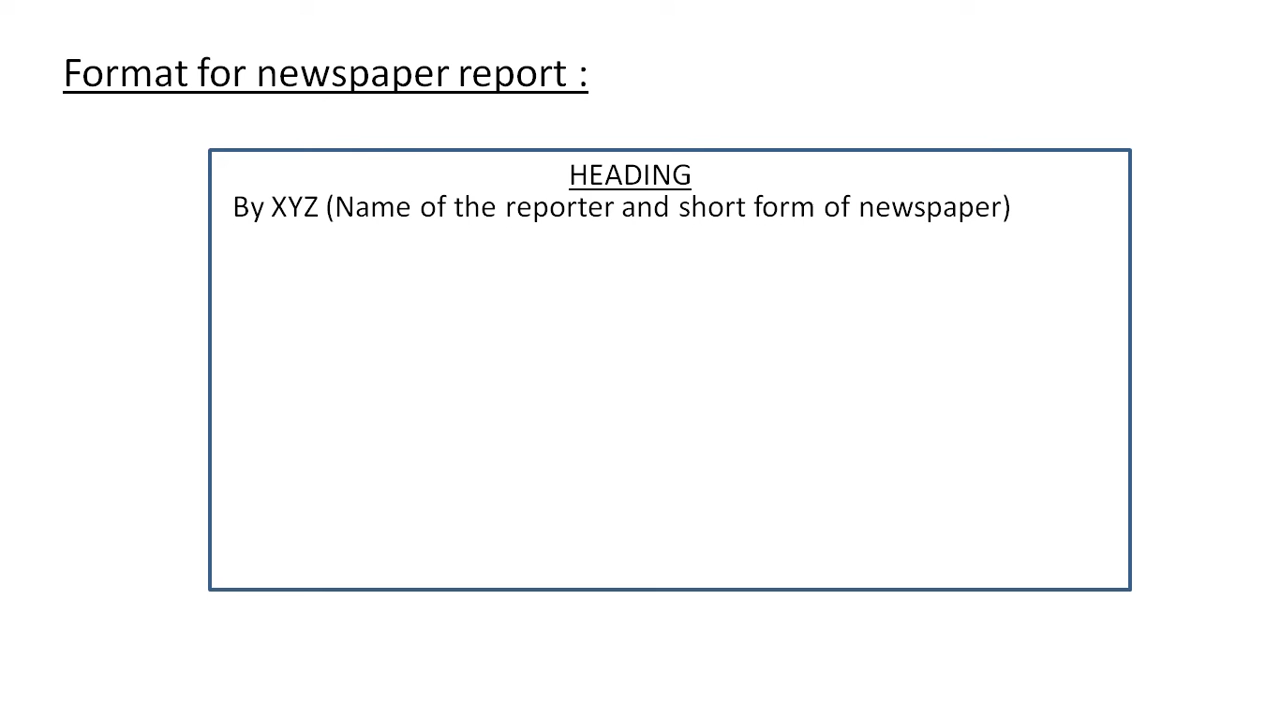 Format for newspaper report :
HEADING
By XYZ (Name of the reporter and short form of newspaper)